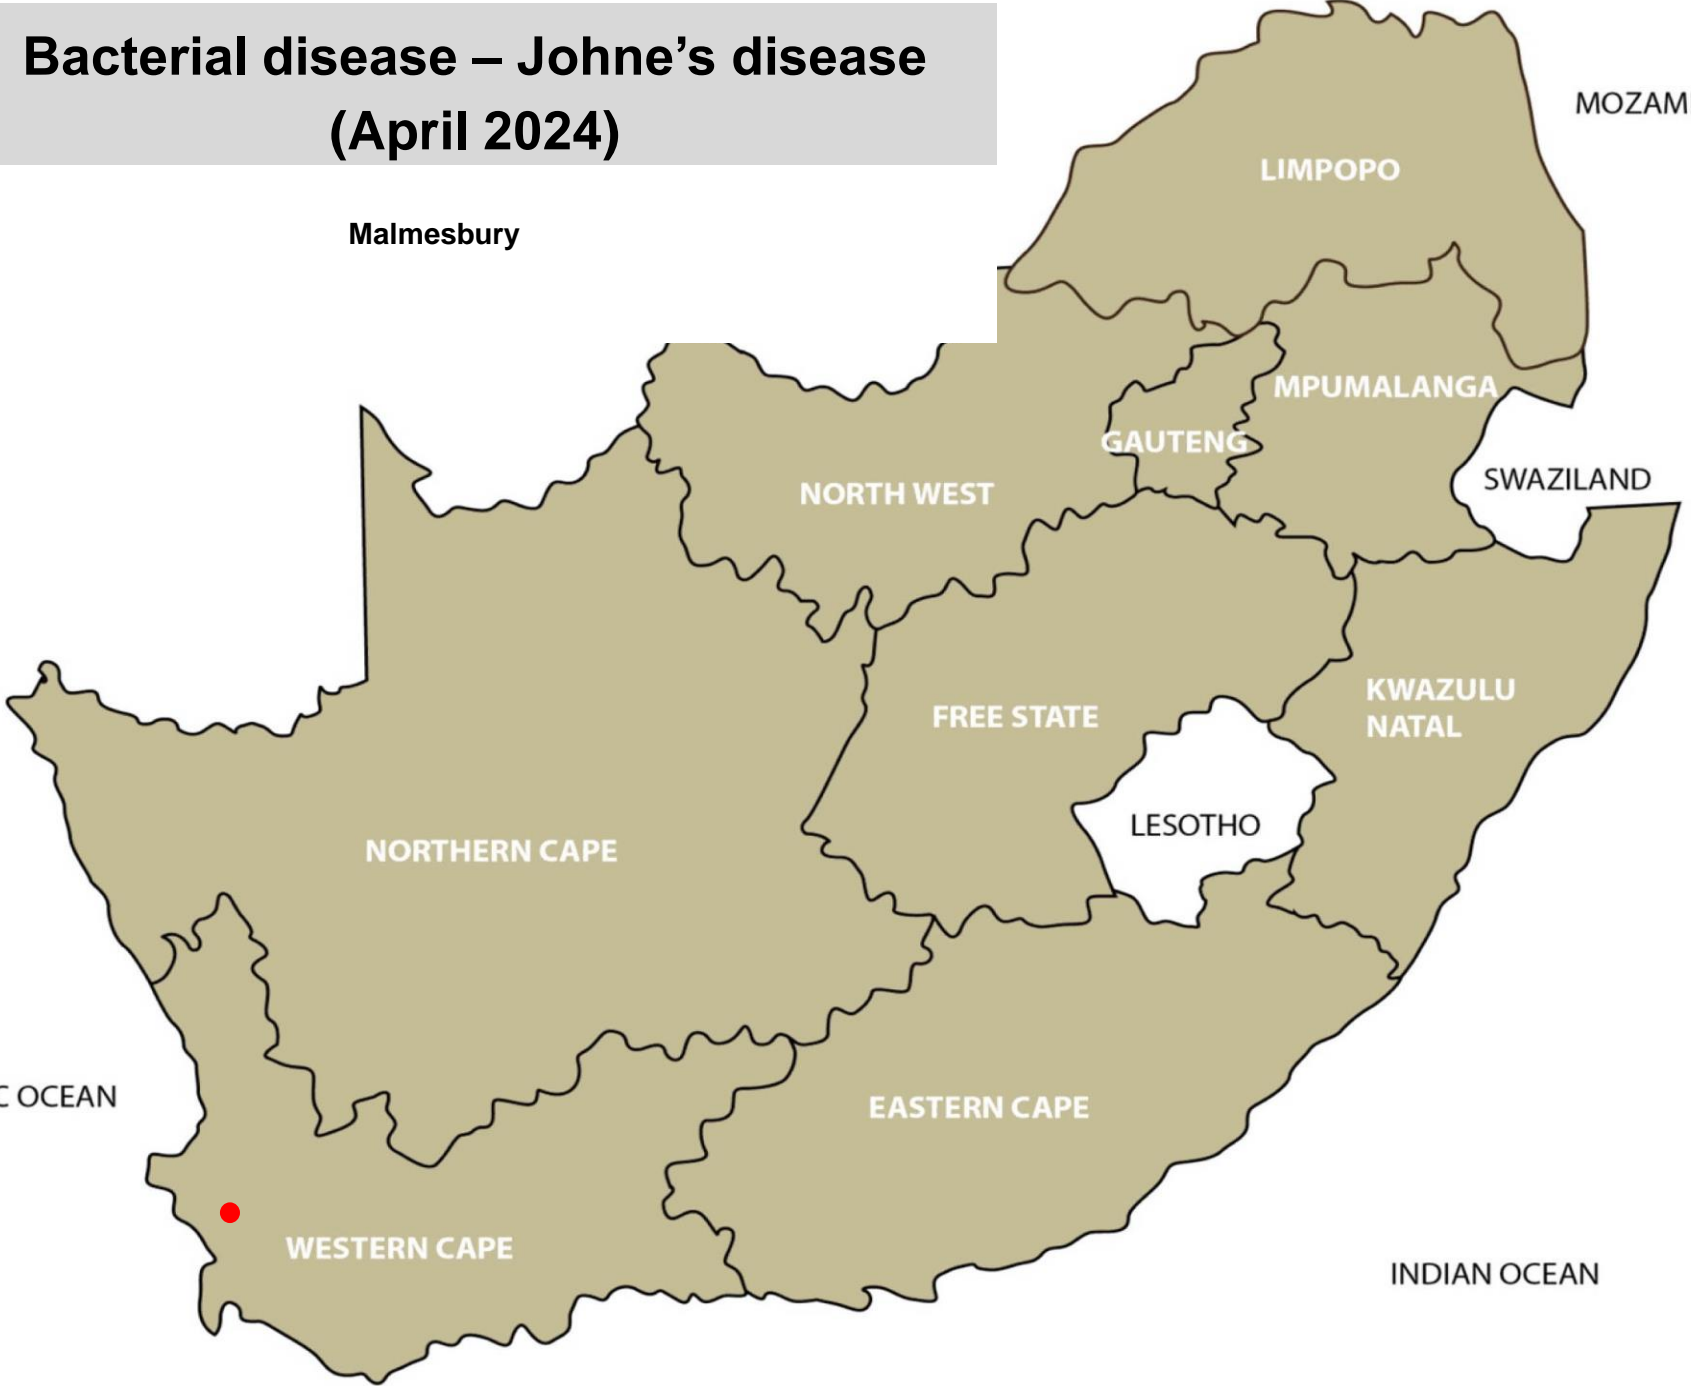 Bacterial disease – Johne’s disease
(April 2024)
Malmesbury
MOZAM
LIMPOPO
MPUMALANGA
GAUTENG
SWAZILAND
NORTH WEST
KWAZULU
NATAL
FREE STATE
LESOTHO
NORTHERN CAPE
C OCEAN
EASTERN CAPE
WESTERN CAPE
INDIAN OCEAN